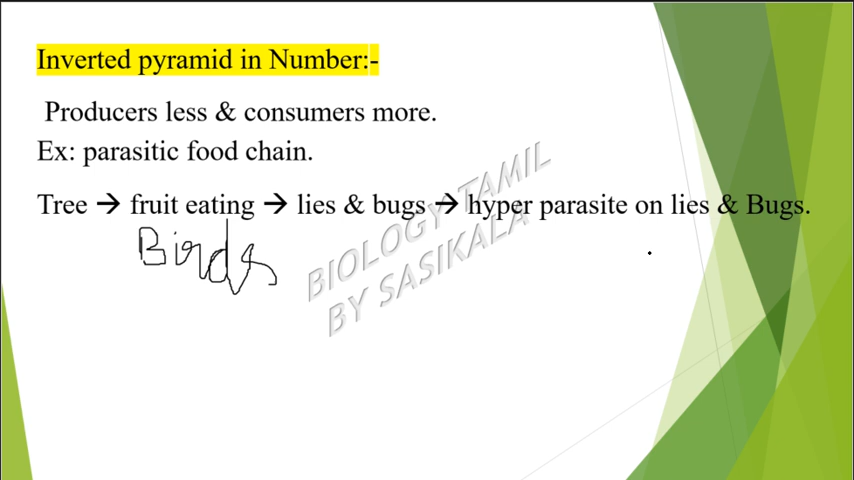 Inverted pyramid in Number:-
Producers less & consumers more.
Ex: parasitic food chain.
Tree → fruit eating → lies & bugs → hyper parasite on lies & Bugs.
Birds
BIOLOGY TAMIL
BY SASIKALA